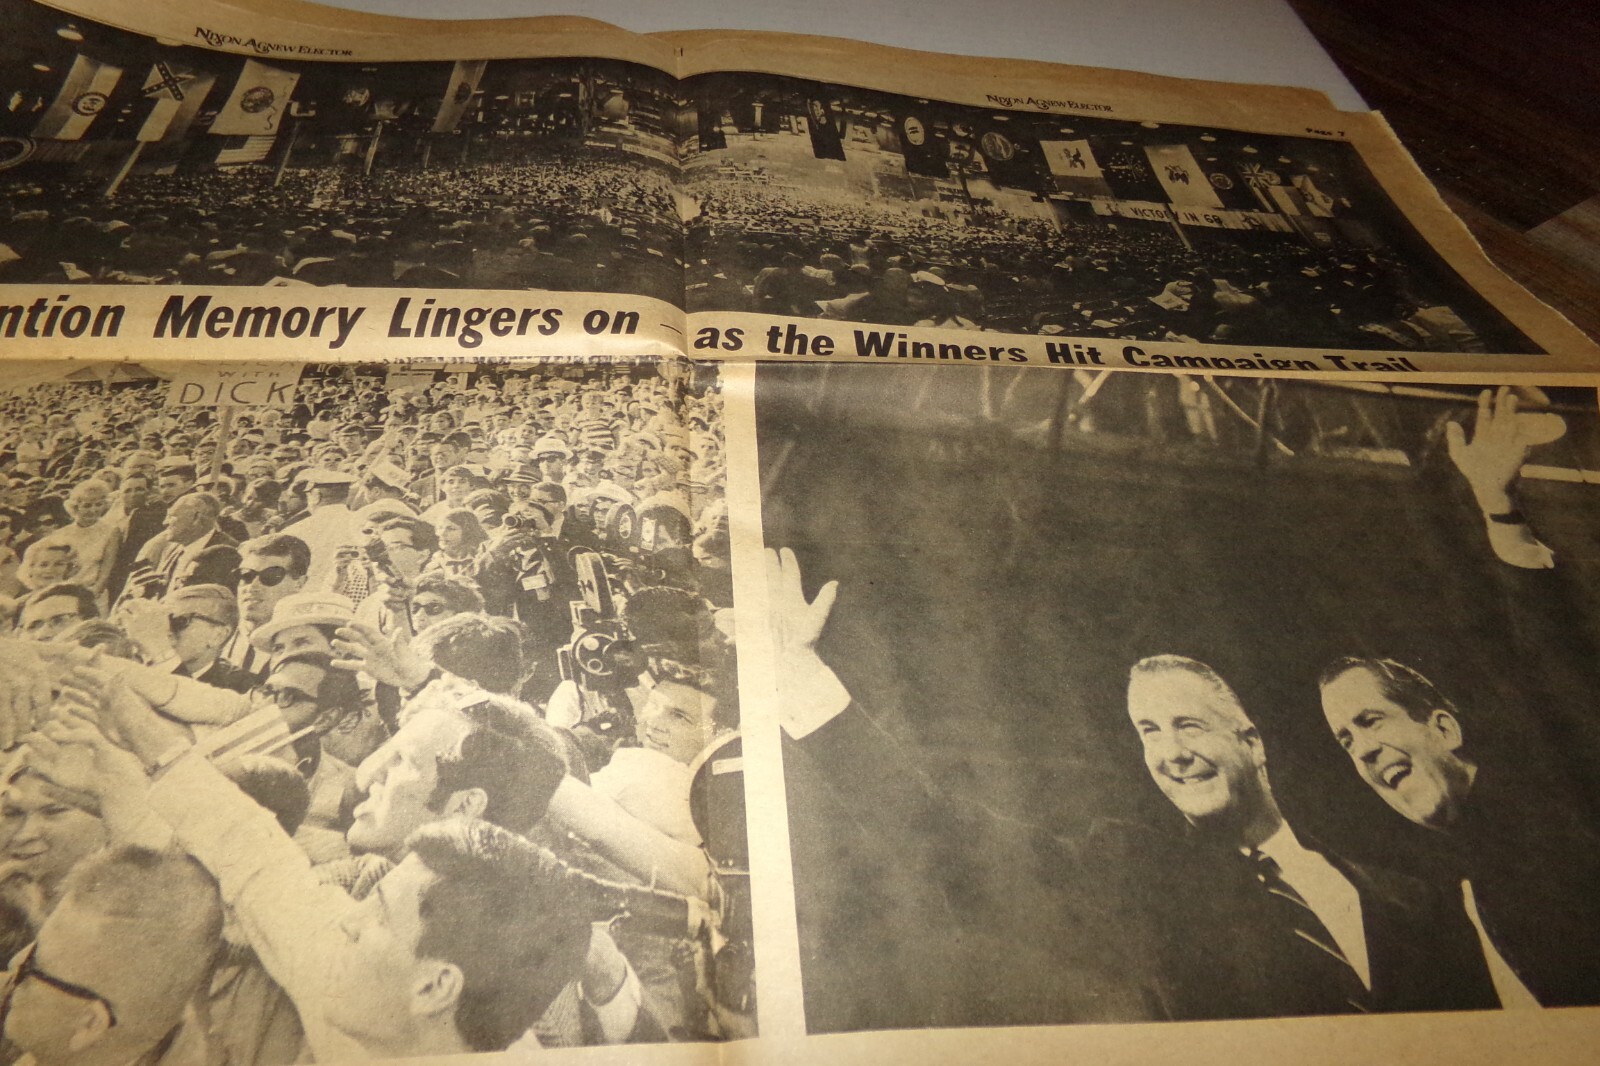 NIXON AGNEW ELECTOR
NIXON AGNEW ELECTOR
Page 7
VICTORY IN 68
ntion Memory Lingers on — as the Winners Hit Campaign Trail
WITH
DICK